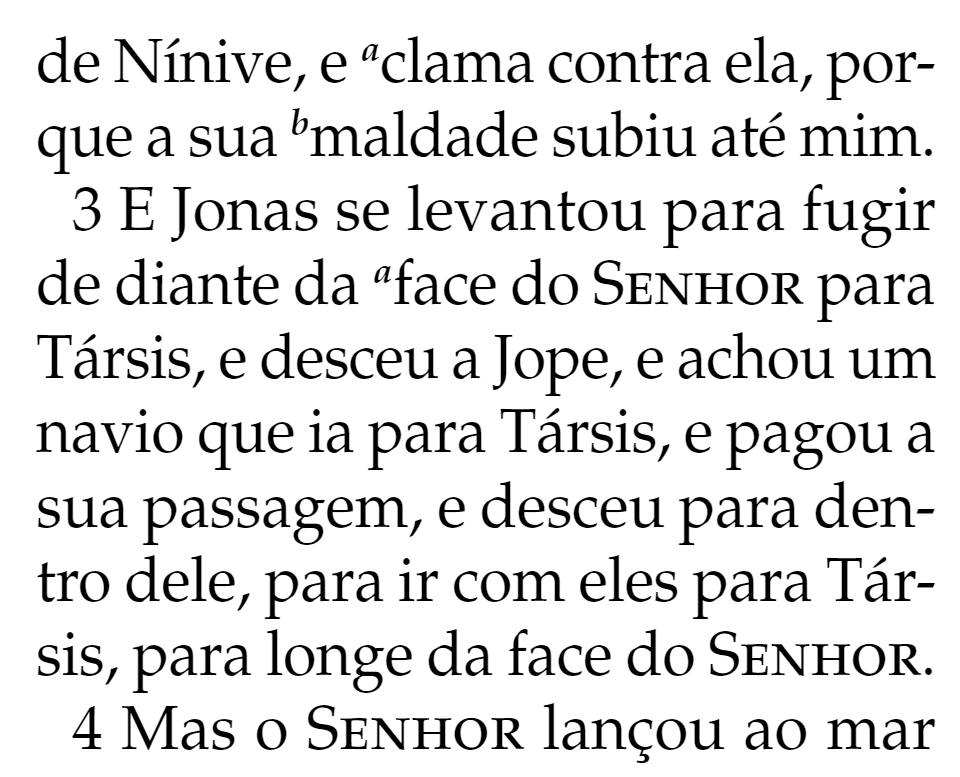 de Nínive, e ᵃclama contra ela, por-
que a sua ᵇmaldade subiu até mim.
3 E Jonas se levantou para fugir
de diante da ᵃface do SENHOR para
Társis, e desceu a Jope, e achou um
navio que ia para Társis, e pagou a
sua passagem, e desceu para den-
tro dele, para ir com eles para Tár-
sis, para longe da face do SENHOR.
4 Mas o SENHOR lançou ao mar